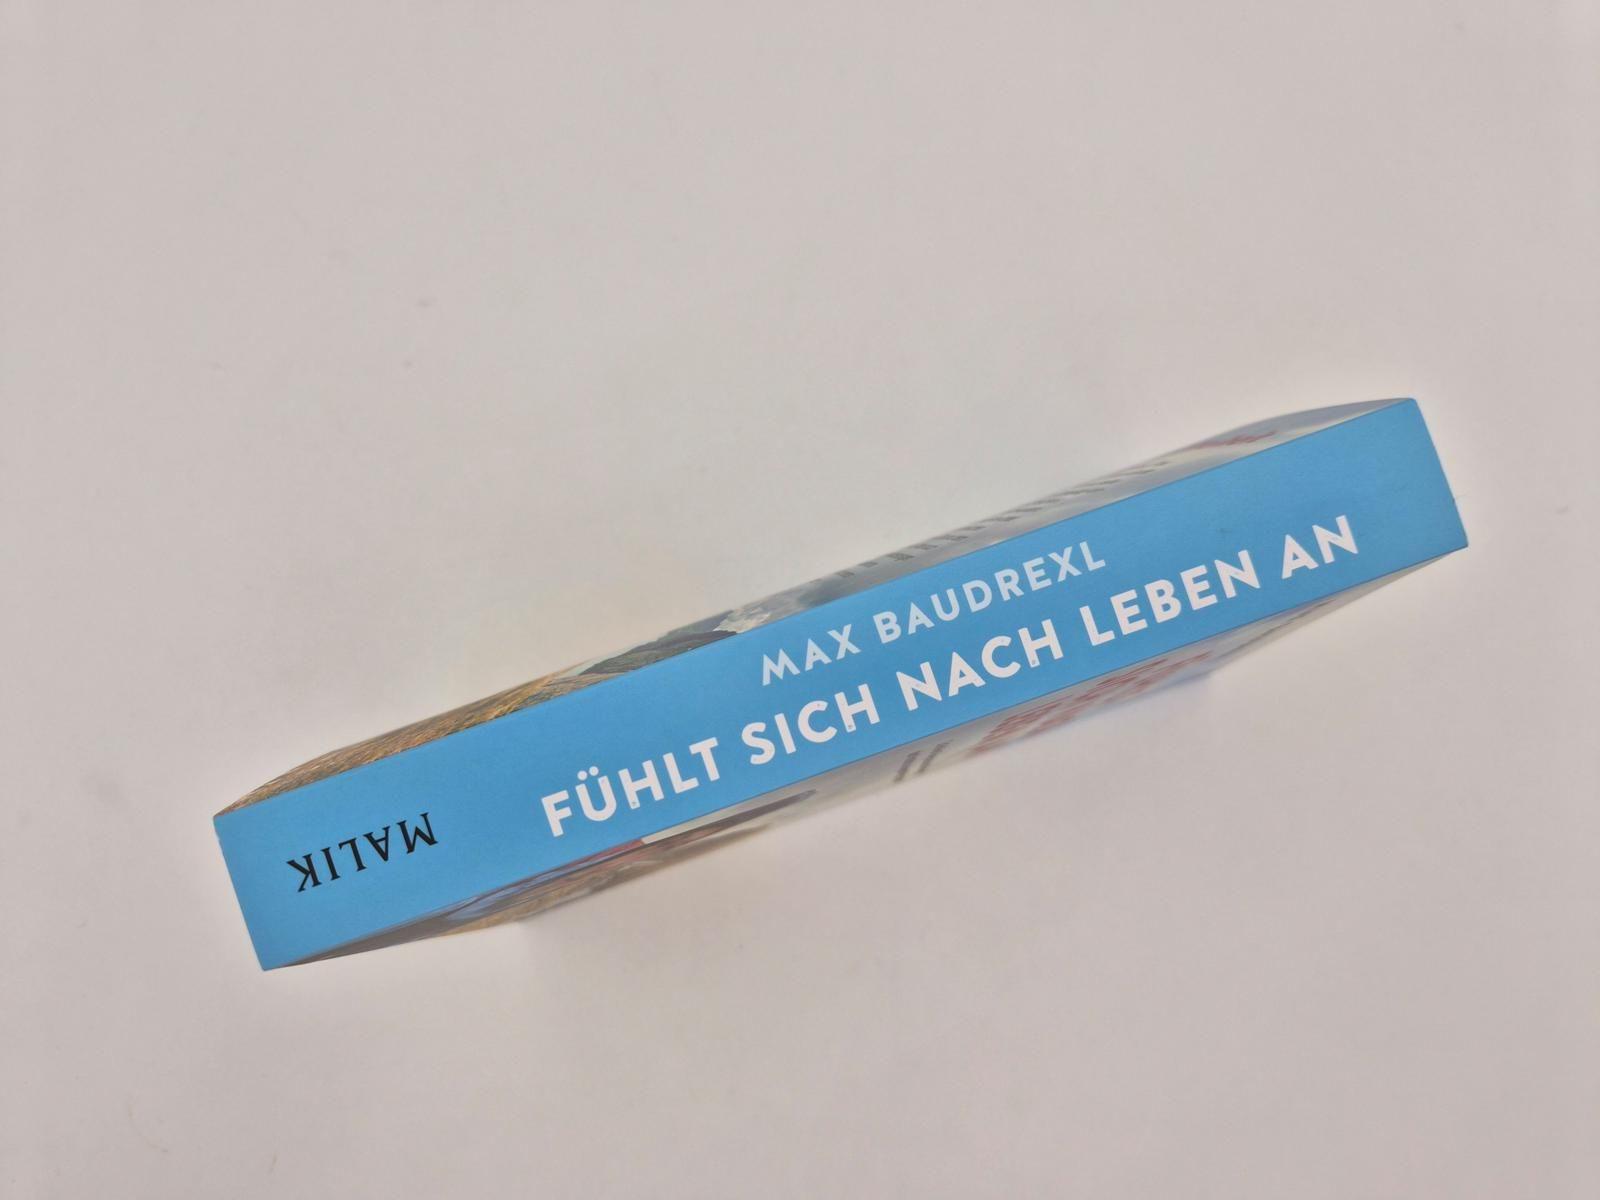 MAX BAUDREXL
FÜHLT SICH NACH LEBEN AN
MALIK